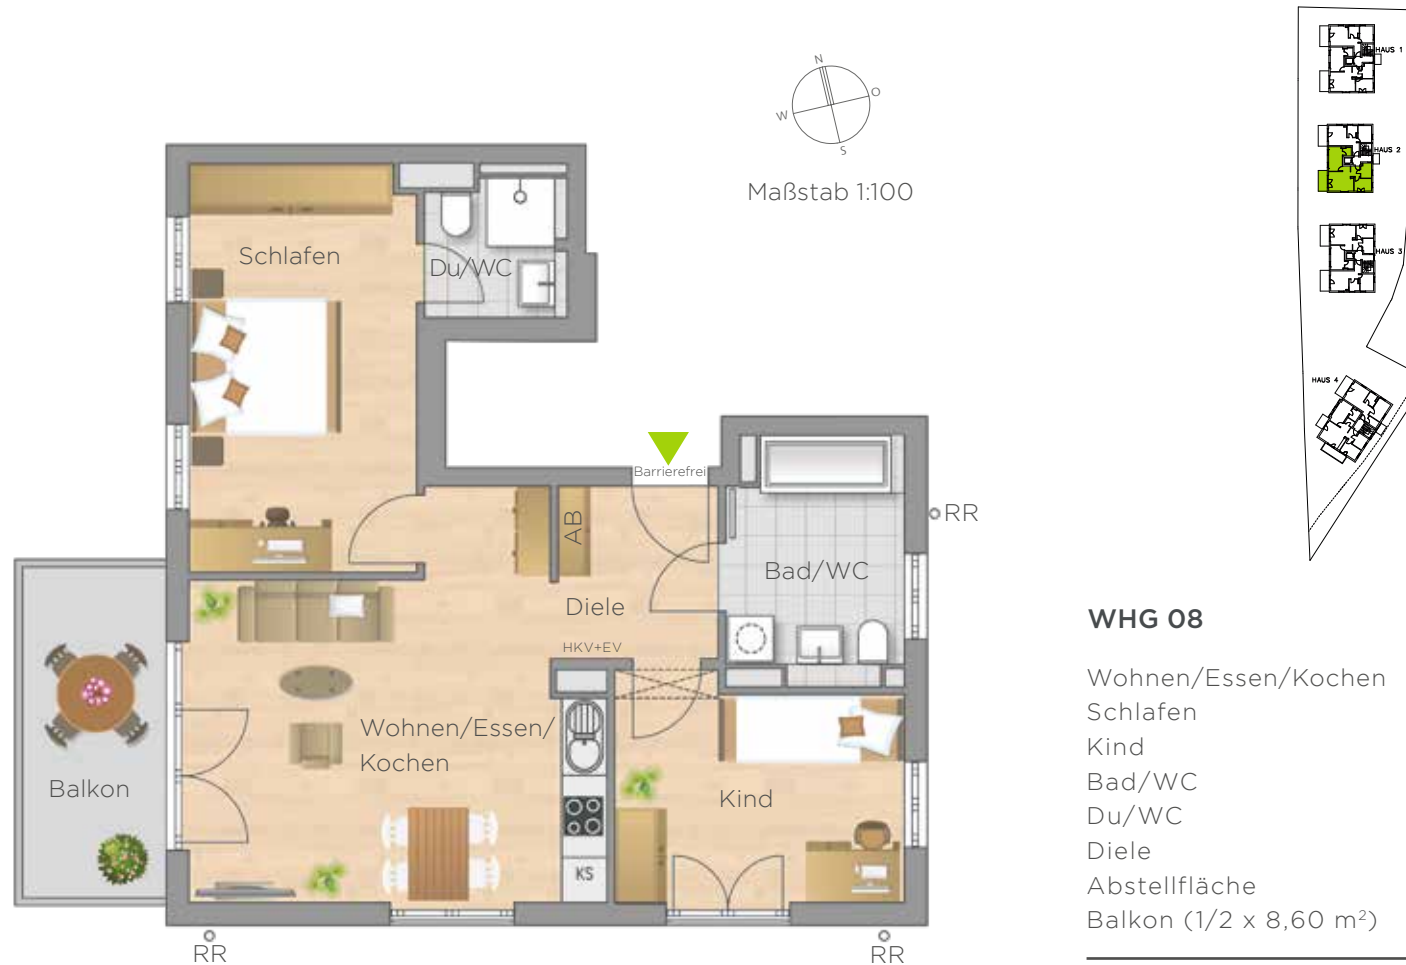 N
O
W
S
Maßstab 1:100
HAUS 1
HAUS 2
HAUS 3
HAUS 4
Schlafen
Du/WC
Barrierefrei
AB
RR
Bad/WC
Diele
HKV+EV
Wohnen/Essen/
Kochen
Balkon
Kind
KS
RR
RR
WHG 08
Wohnen/Essen/Kochen
Schlafen
Kind
Bad/WC
Du/WC
Diele
Abstellfläche
Balkon (1/2 x 8,60 m²)